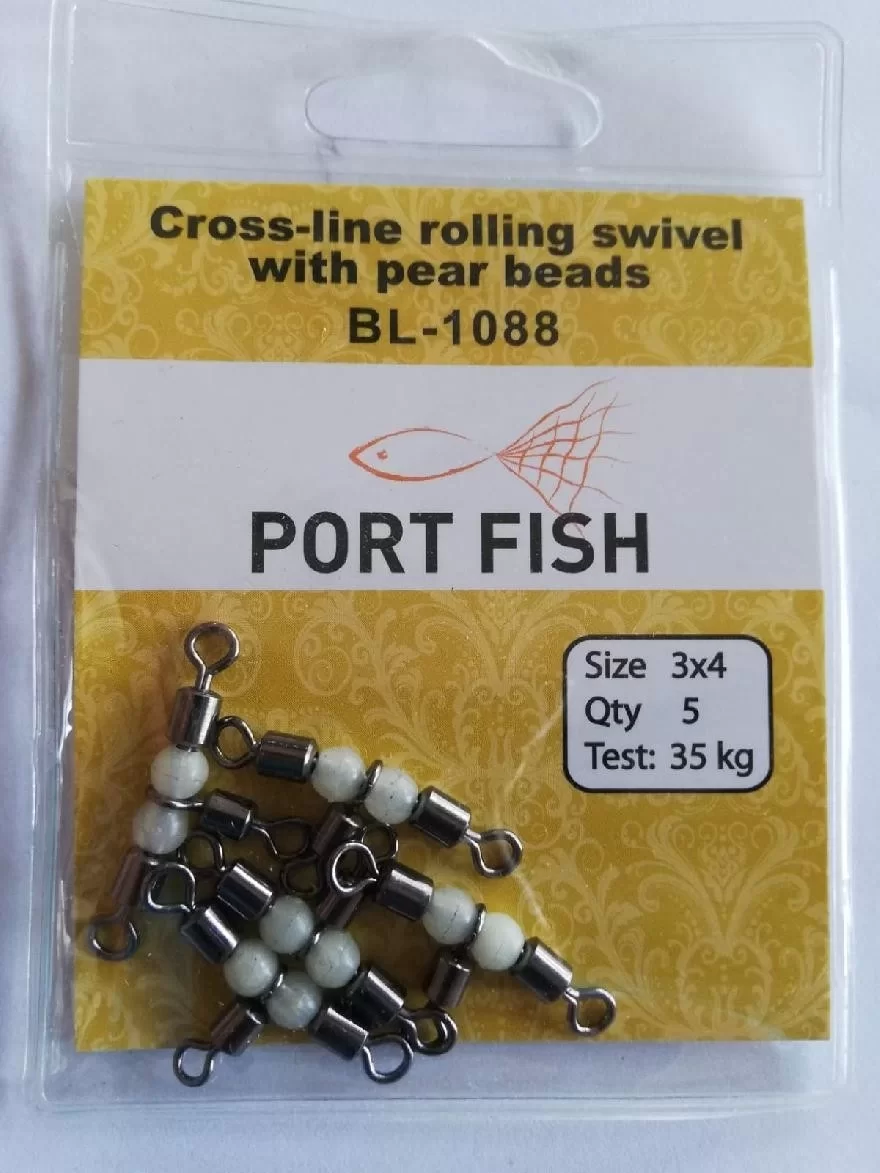 Cross-line rolling swivel
with pear beads
BL-1088
PORT FISH
Size 3x4
Qty 5
Test: 35 kg